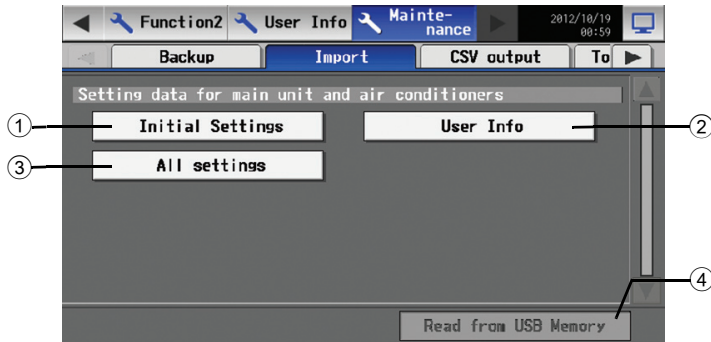 Function2 User Info Mainte-
nance
2012/10/19
00:59
Backup Import CSV output To
Setting data for main unit and air conditioners
① Initial Settings User Info ②
③ All settings
④
Read from USB Memory